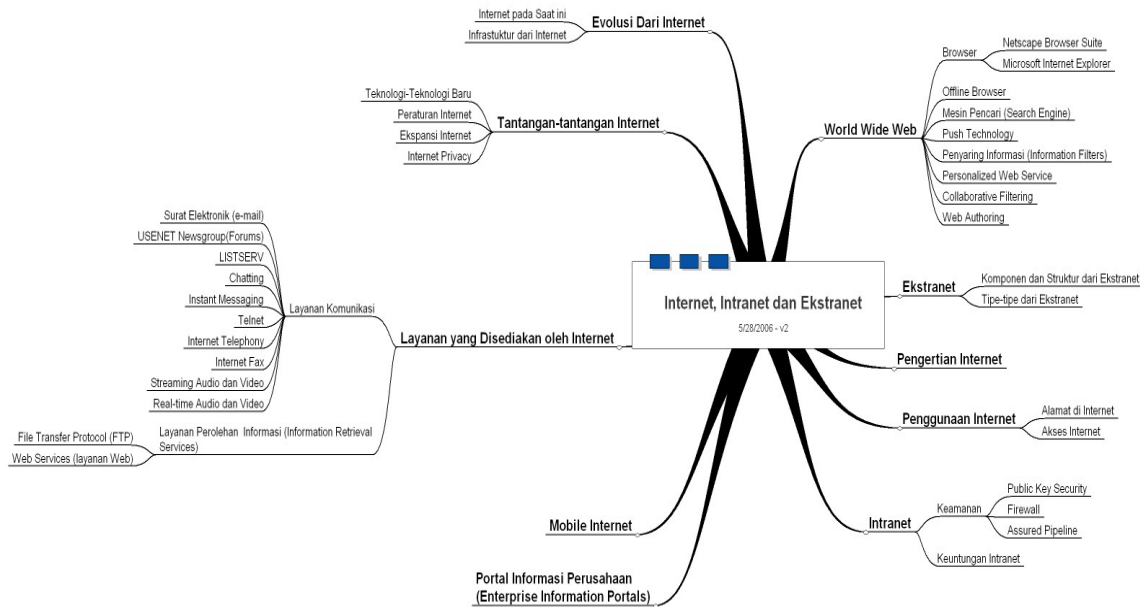 Internet, Intranet dan Ekstranet
5/28/2006 - v2
World Wide Web
Browser
Netscape Browser Suite
Microsoft Internet Explorer
Offline Browser
Mesin Pencari (Search Engine)
Push Technology
Penyaring Informasi (Information Filters)
Personalized Web Service
Collaborative Filtering
Web Authoring
Ekstranet
Komponen dan Struktur dari Ekstranet
Tipe-tipe dari Ekstranet
Pengertian Internet
Penggunaan Internet
Alamat di Internet
Akses Internet
Intranet
Keamanan
Public Key Security
Firewall
Assured Pipeline
Keuntungan Intranet
Evolusi Dari Internet
Internet pada Saat ini
Infrastuktur dari Internet
Tantangan-tantangan Internet
Teknologi-Teknologi Baru
Peraturan Internet
Ekspansi Internet
Internet Privacy
Layanan yang Disediakan oleh Internet
Layanan Komunikasi
Surat Elektronik (e-mail)
USENET Newsgroup(Forums)
LISTSERV
Chatting
Instant Messaging
Telnet
Internet Telephony
Internet Fax
Streaming Audio dan Video
Real-time Audio dan Video
Layanan Perolehan Informasi (Information Retrieval
Services)
File Transfer Protocol (FTP)
Web Services (layanan Web)
Mobile Internet
Portal Informasi Perusahaan
(Enterprise Information Portals)